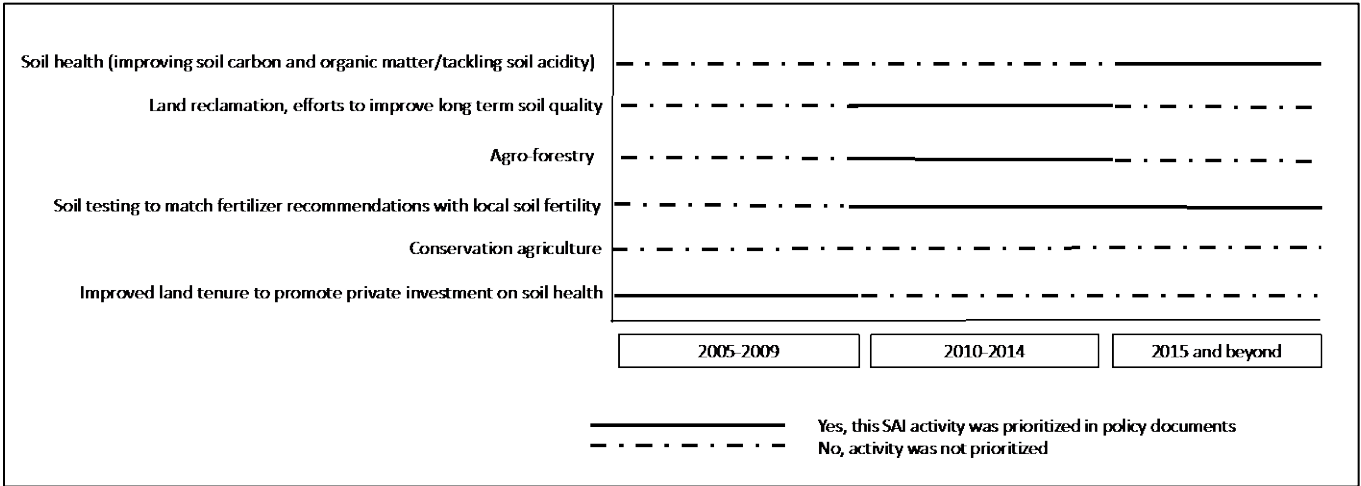 Soil health (improving soil carbon and organic matter/tackling soil acidity)
Land reclamation, efforts to improve long term soil quality
Agro-forestry
Soil testing to match fertilizer recommendations with local soil fertility
Conservation agriculture
Improved land tenure to promote private investment on soil health
2005-2009
2010-2014
2015 and beyond
Yes, this SAI activity was prioritized in policy documents
No, activity was not prioritized